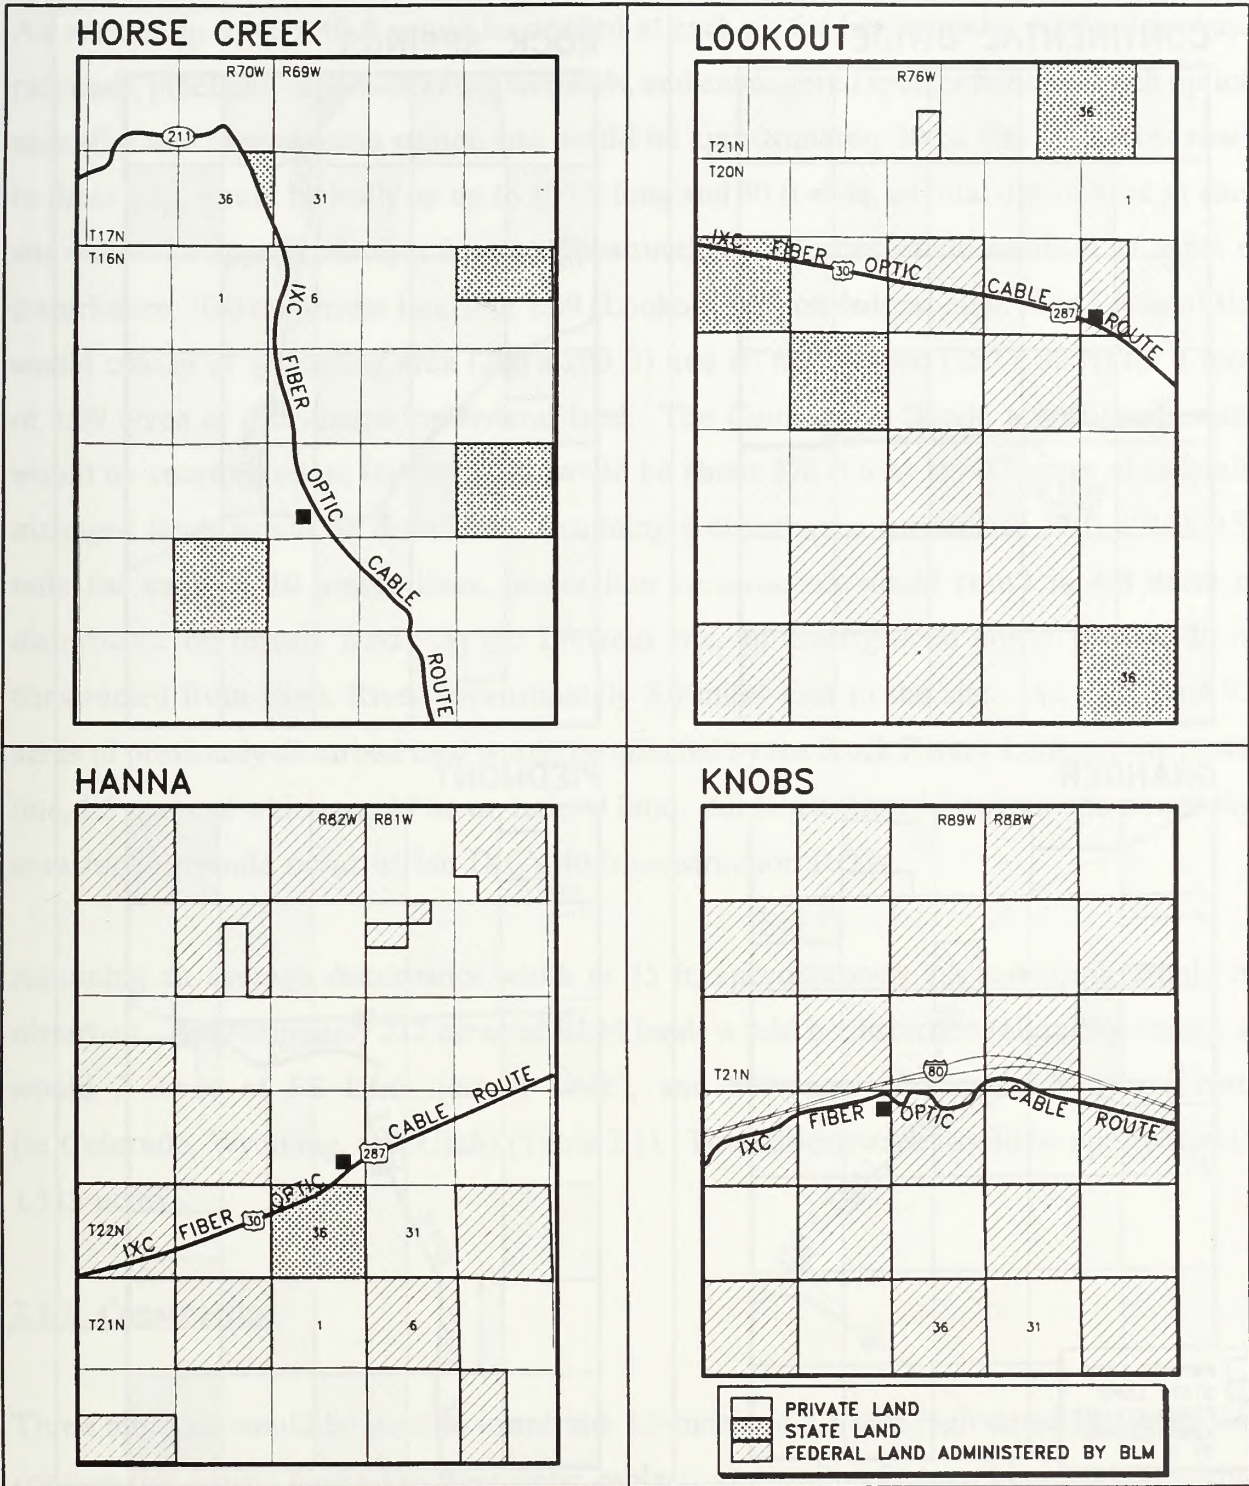 HORSE CREEK
R70W R69W
211
36 31
T17N
T16N
1 6
IXC FIBER OPTIC CABLE ROUTE
LOOKOUT
R76W
36
T21N
T20N
1
IXC FIBER OPTIC CABLE ROUTE
30
287
36
HANNA
R82W R81W
IXC FIBER OPTIC CABLE ROUTE
287
30
T22N
36 31
T21N
1 6
KNOBS
R89W R88W
T21N
80
IXC FIBER OPTIC CABLE ROUTE
36 31
PRIVATE LAND
STATE LAND
FEDERAL LAND ADMINISTERED BY BLM